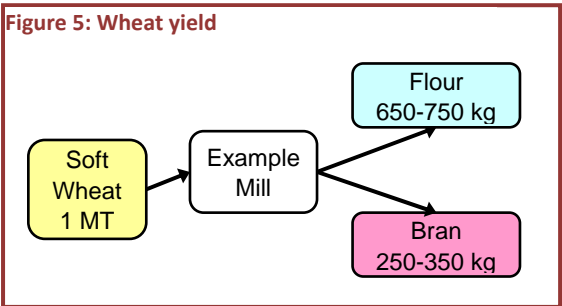 Figure 5: Wheat yield
Flour
650-750 kg
Soft
Wheat
1 MT
Example
Mill
Bran
250-350 kg